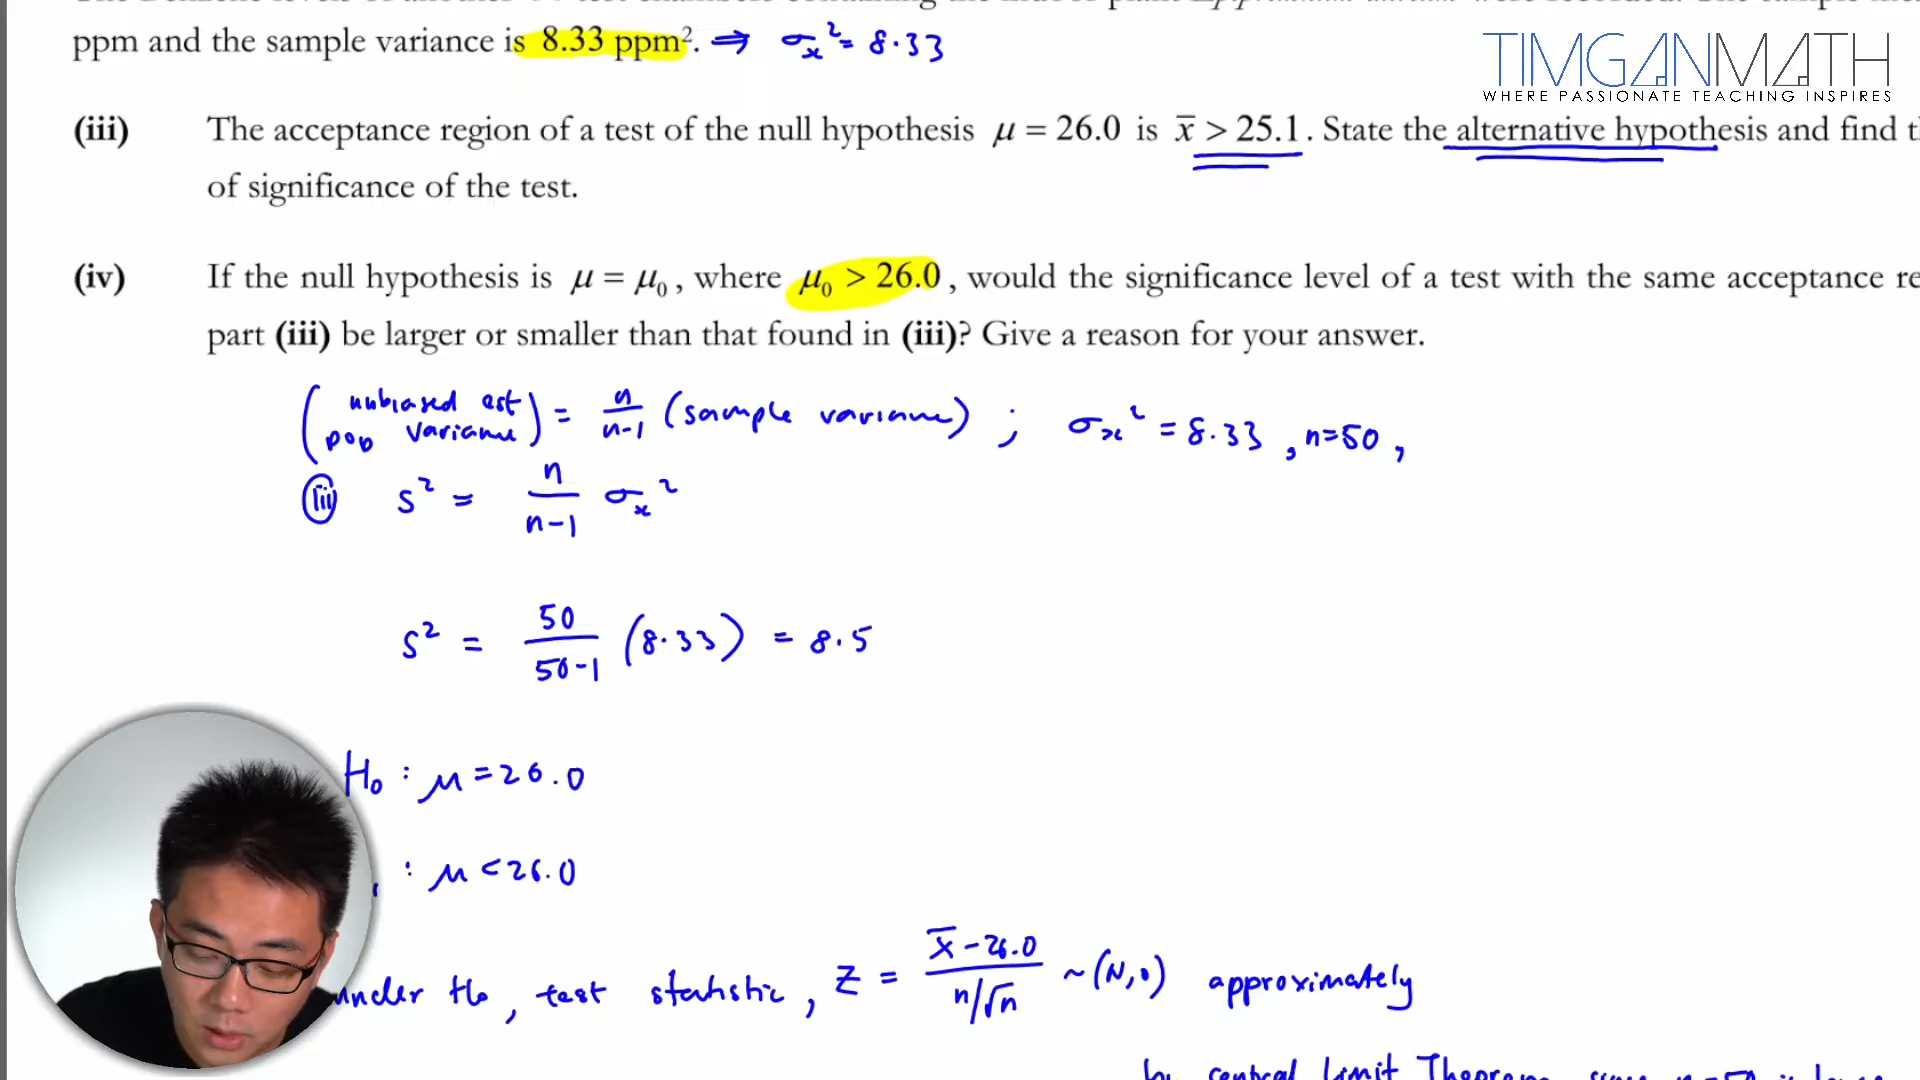 ppm and the sample variance is 8.33 ppm². ⇒ σx² = 8.33
TIMGANMATH
WHERE PASSIONATE TEACHING INSPIRES
(iii) The acceptance region of a test of the null hypothesis μ = 26.0 is x̄ > 25.1. State the alternative hypothesis and find
of significance of the test.
(iv) If the null hypothesis is μ = μ₀, where μ₀ > 26.0, would the significance level of a test with the same acceptance
part (iii) be larger or smaller than that found in (iii)? Give a reason for your answer.
(unbiased est pop variance) = n/(n-1) (sample variance) ; σx² = 8.33, n=50,
(iii) s² = n/(n-1) σx²
s² = 50/(50-1) (8.33) = 8.5
H₀ : μ = 26.0
: μ < 26.0
under H₀, test statistic, Z = (x̄ - 26.0)/(n/√n) ~ (N,0) approximately
by central limit Theorem since n=50 is large